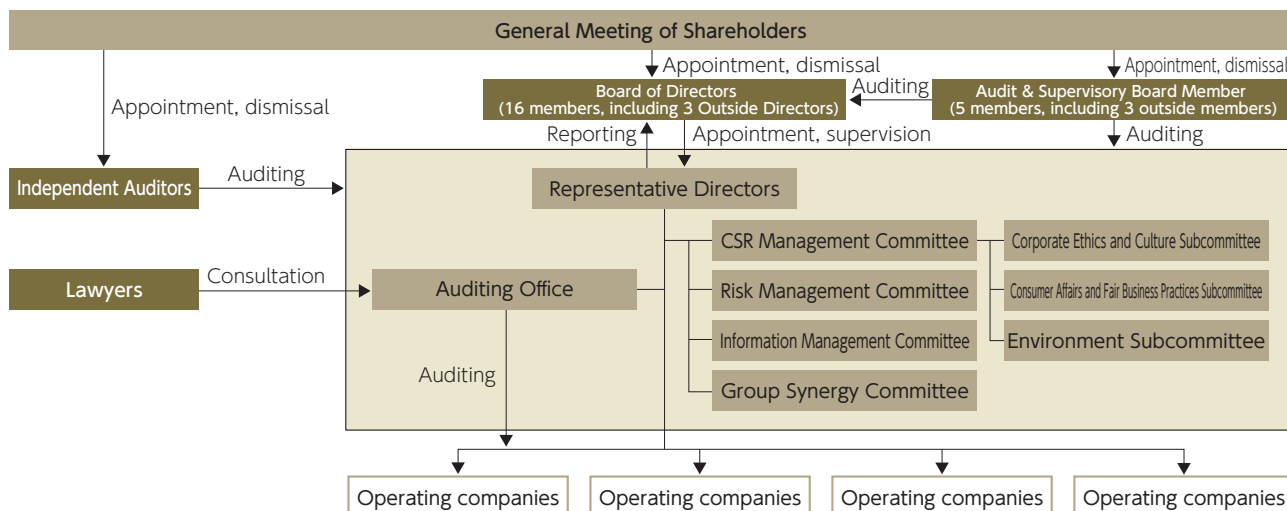 General Meeting of Shareholders
Appointment, dismissal
Appointment, dismissal
Appointment, dismissal
Board of Directors
(16 members, including 3 Outside Directors)
Auditing
Audit & Supervisory Board Member
(5 members, including 3 outside members)
Reporting
Appointment, supervision
Auditing
Independent Auditors
Auditing
Representative Directors
CSR Management Committee
Corporate Ethics and Culture Subcommittee
Lawyers
Consultation
Auditing Office
Risk Management Committee
Consumer Affairs and Fair Business Practices Subcommittee
Information Management Committee
Environment Subcommittee
Auditing
Group Synergy Committee
Operating companies
Operating companies
Operating companies
Operating companies